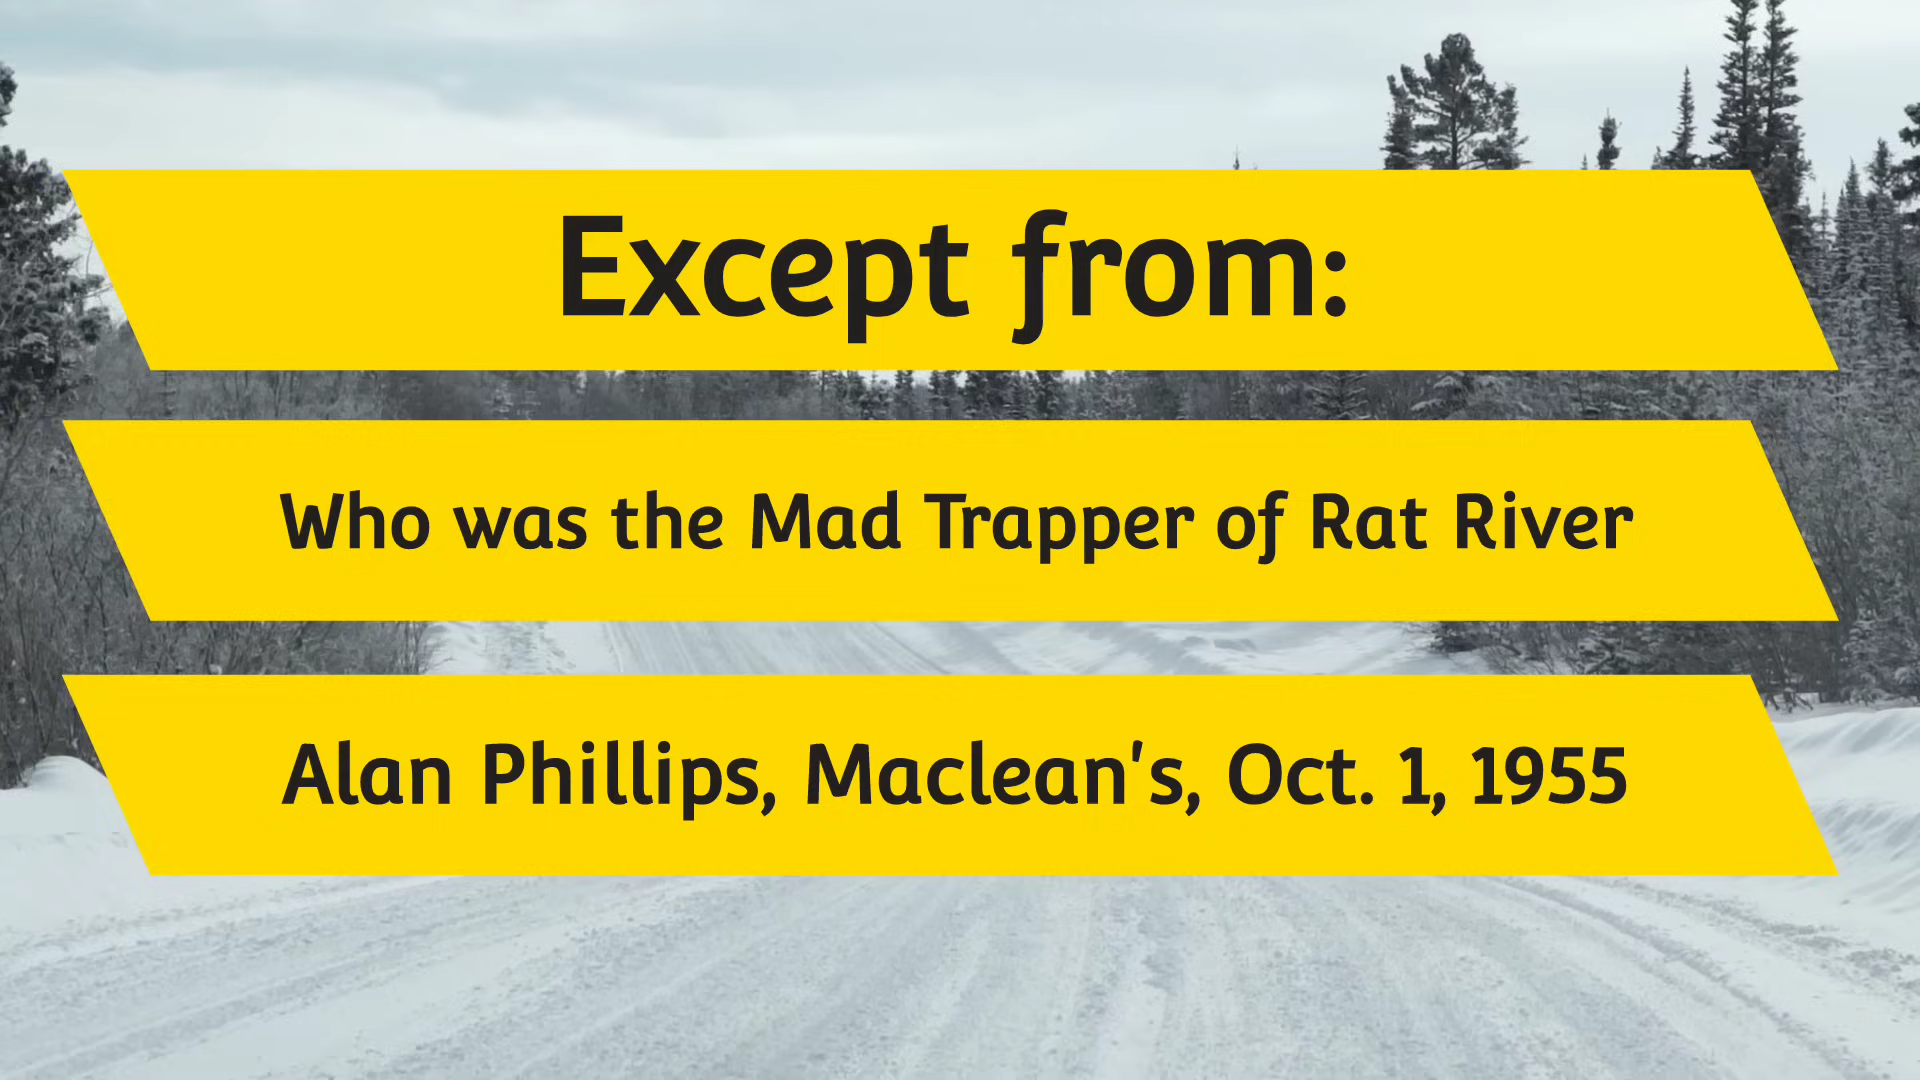 Except from:
Who was the Mad Trapper of Rat River
Alan Phillips, Maclean's, Oct. 1, 1955